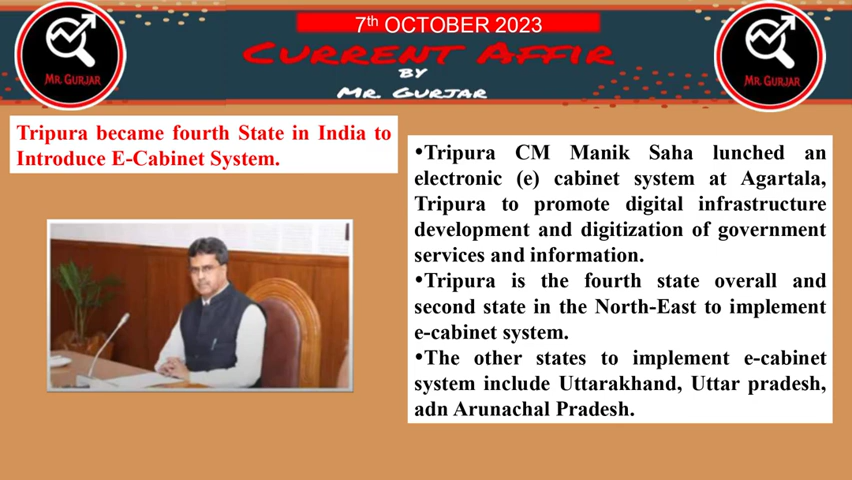 7th OCTOBER 2023
CURRENT AFFIR
BY
MR. GURJAR
MR. GURJAR
MR. GURJAR
Tripura became fourth State in India to
Introduce E-Cabinet System.
•Tripura CM Manik Saha lunched an
electronic (e) cabinet system at Agartala,
Tripura to promote digital infrastructure
development and digitization of government
services and information.
•Tripura is the fourth state overall and
second state in the North-East to implement
e-cabinet system.
•The other states to implement e-cabinet
system include Uttarakhand, Uttar pradesh,
adn Arunachal Pradesh.